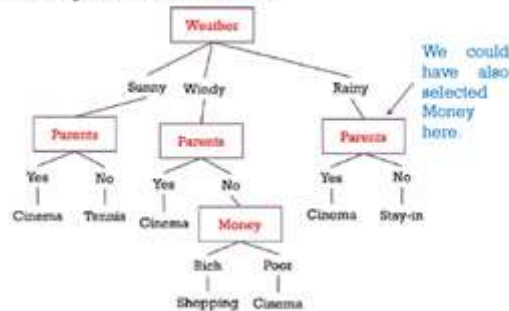 Weather
Sunny Windy Rainy
We could
have also
selected
Money
here.
Parents Parents Parents
Yes No Yes No Yes No
Cinema Tennis Cinema Money Cinema Stay-in
Rich Poor
Shopping Cinema